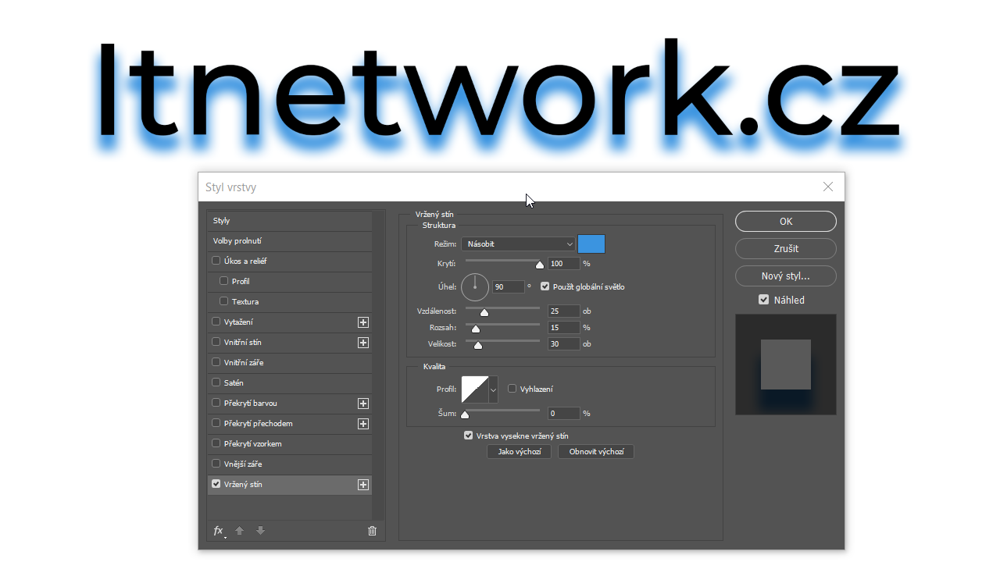 Itnetwork.cz
Styl vrstvy
Styly
Volby prolnutí
Úkos a reliéf
Profil
Textura
Vytažení
Vnitřní stín
Vnitřní záře
Satén
Překrytí barvou
Překrytí přechodem
Překrytí vzorkem
Vnější záře
Vržený stín
fx
Vržený stín
Struktura
Režim: Násobit
Krytí: 100 %
Úhel: 90 ° Použít globální světlo
Vzdálenost: 25 ob
Rozsah: 15 %
Velikost: 30 ob
Kvalita
Profil: Vyhlazení
Šum: 0 %
Vrstva vysekne vržený stín
Jako výchozí Obnovit výchozí
OK
Zrušit
Nový styl...
Náhled